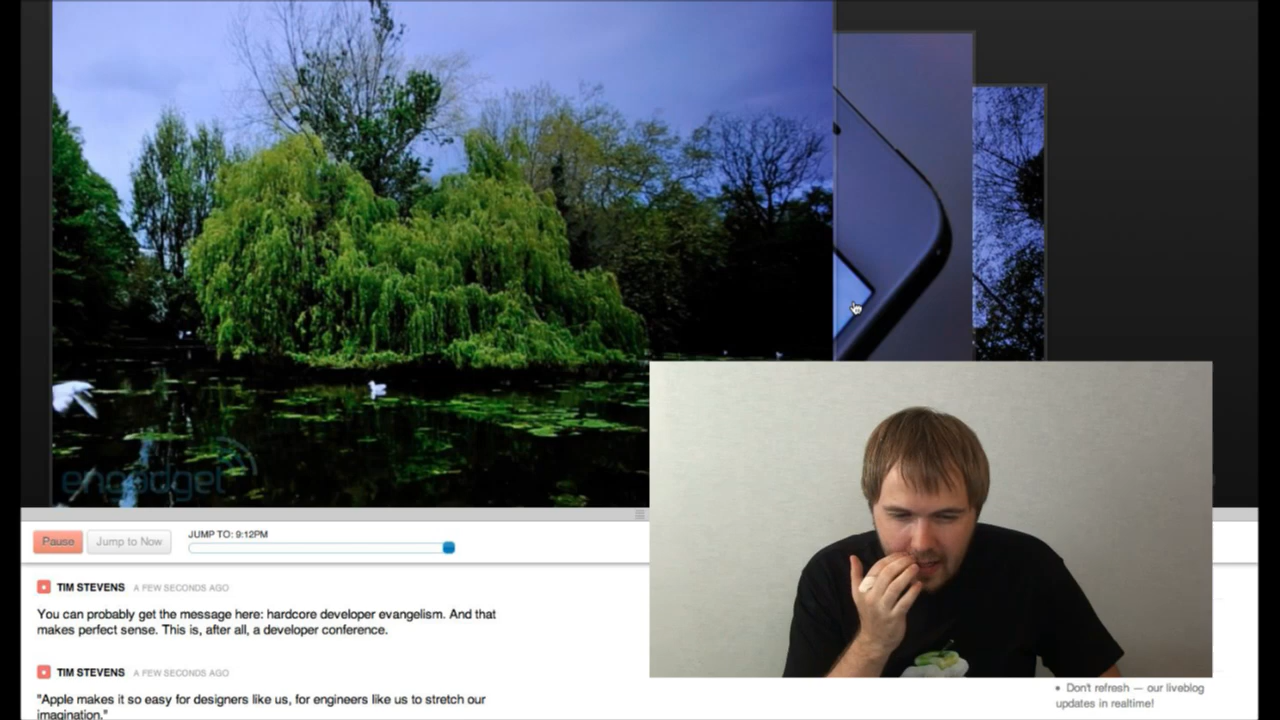 engadget
Pause
Jump to Now
JUMP TO: 9:12PM
TIM STEVENS A FEW SECONDS AGO
You can probably get the message here: hardcore developer evangelism. And that
makes perfect sense. This is, after all, a developer conference.
TIM STEVENS A FEW SECONDS AGO
"Apple makes it so easy for designers like us, for engineers like us to stretch our
imagination."
• Don't refresh — our liveblog
updates in realtime!